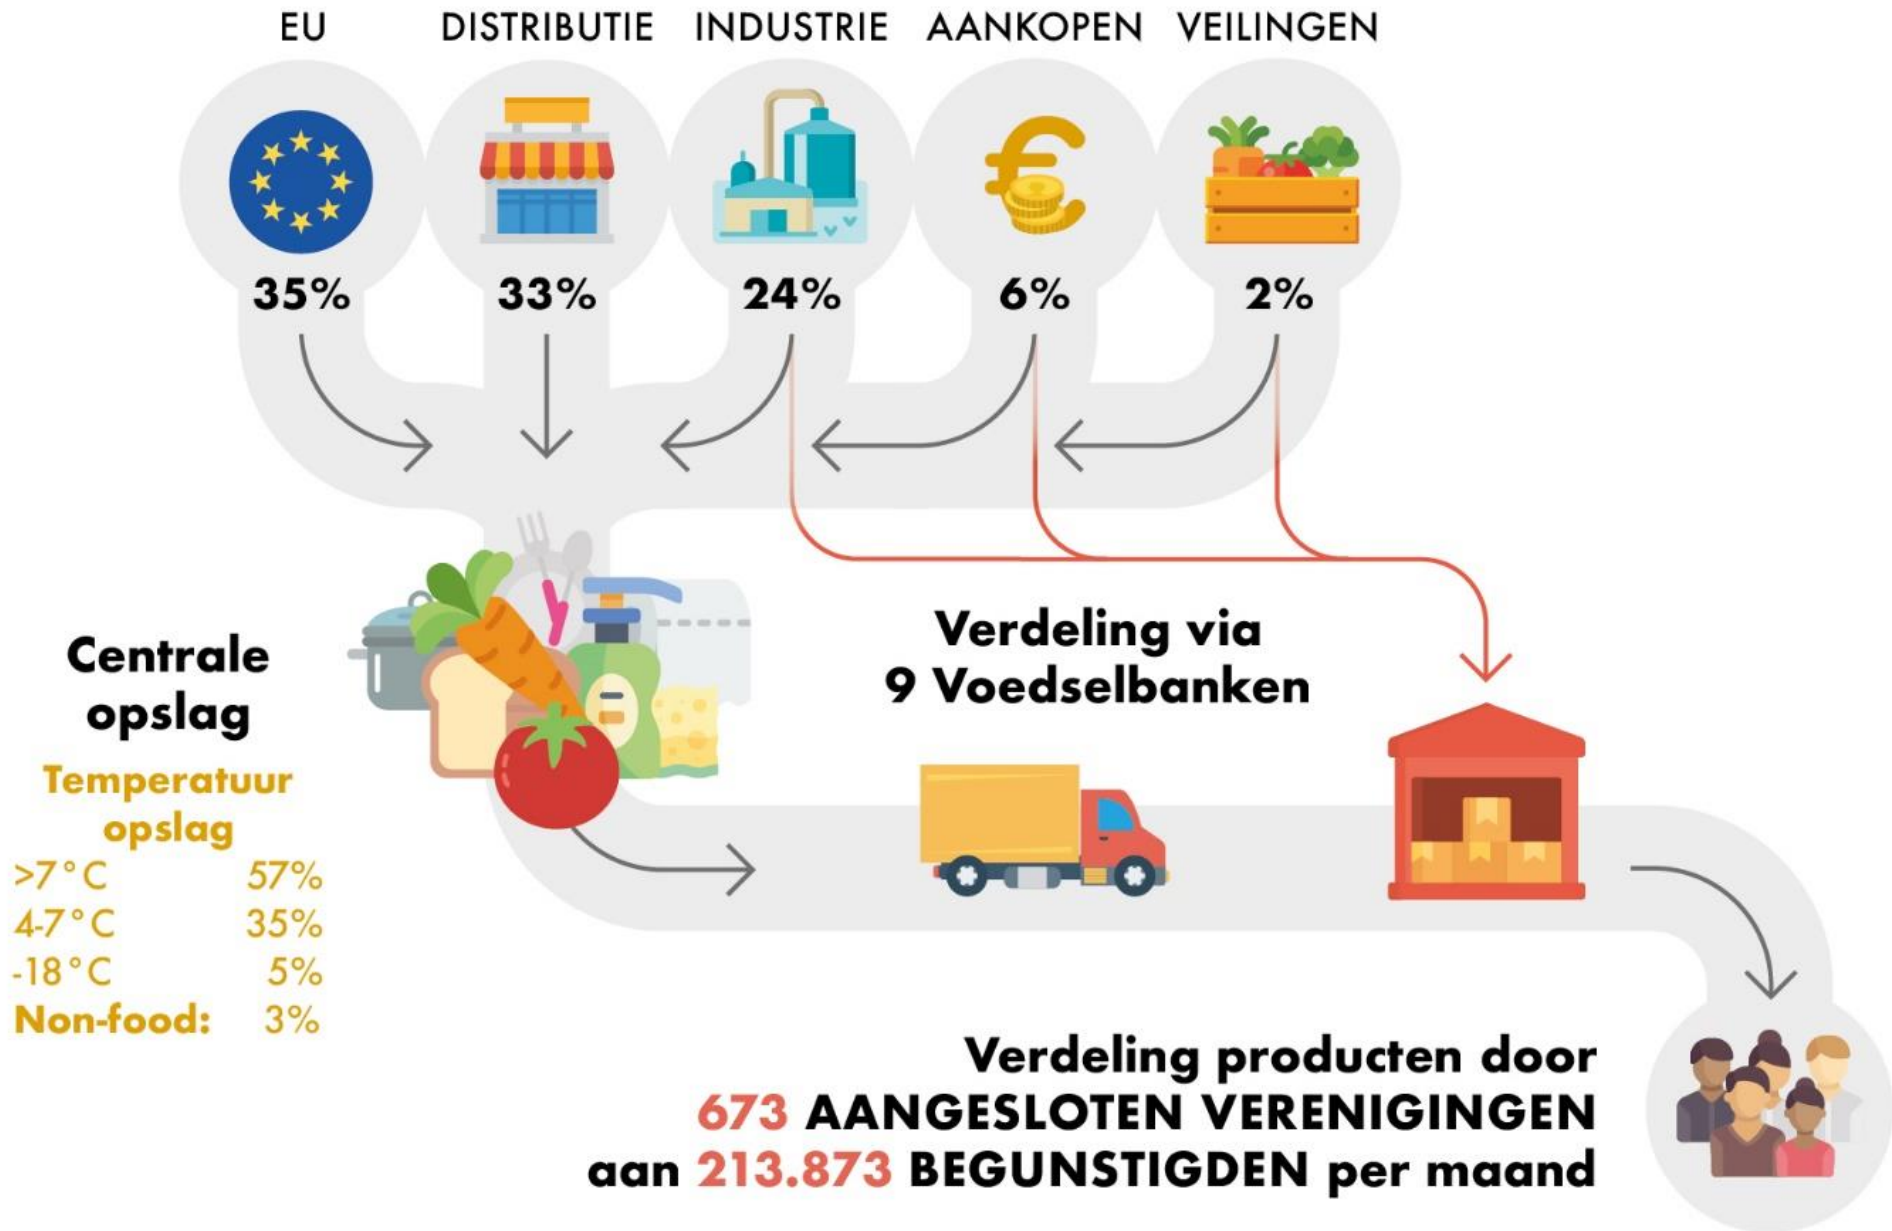 EU DISTRIBUTIE INDUSTRIE AANKOPEN VEILINGEN
35% 33% 24% 6% 2%
Centrale
opslag
Temperatuur
opslag
>7°C 57%
4-7°C 35%
-18°C 5%
Non-food: 3%
Verdeling via
9 Voedselbanken
Verdeling producten door
673 AANGESLOTEN VERENIGINGEN
aan 213.873 BEGUNSTIGDEN per maand